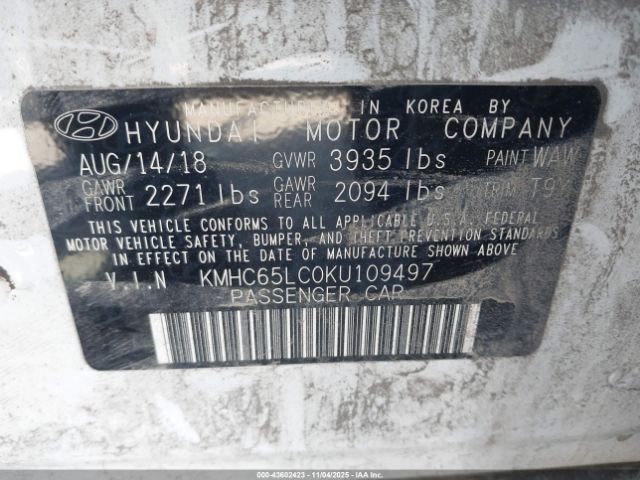 MANUFACTURED IN KOREA BY
HYUNDAI MOTOR COMPANY
AUG/14/18 GVWR 3935 lbs PAINT WAW
GAWR FRONT 2271 lbs GAWR REAR 2094 lbs TRIM T9Y
THIS VEHICLE CONFORMS TO ALL APPLICABLE U.S.A. FEDERAL
MOTOR VEHICLE SAFETY, BUMPER, AND THEFT PREVENTION STANDARDS
IN EFFECT ON THE DATE OF MANUFACTURE SHOWN ABOVE.
V.I.N KMHC65LC0KU109497
PASSENGER CAR
000-43602423 - 11/04/2025 - IAA Inc.